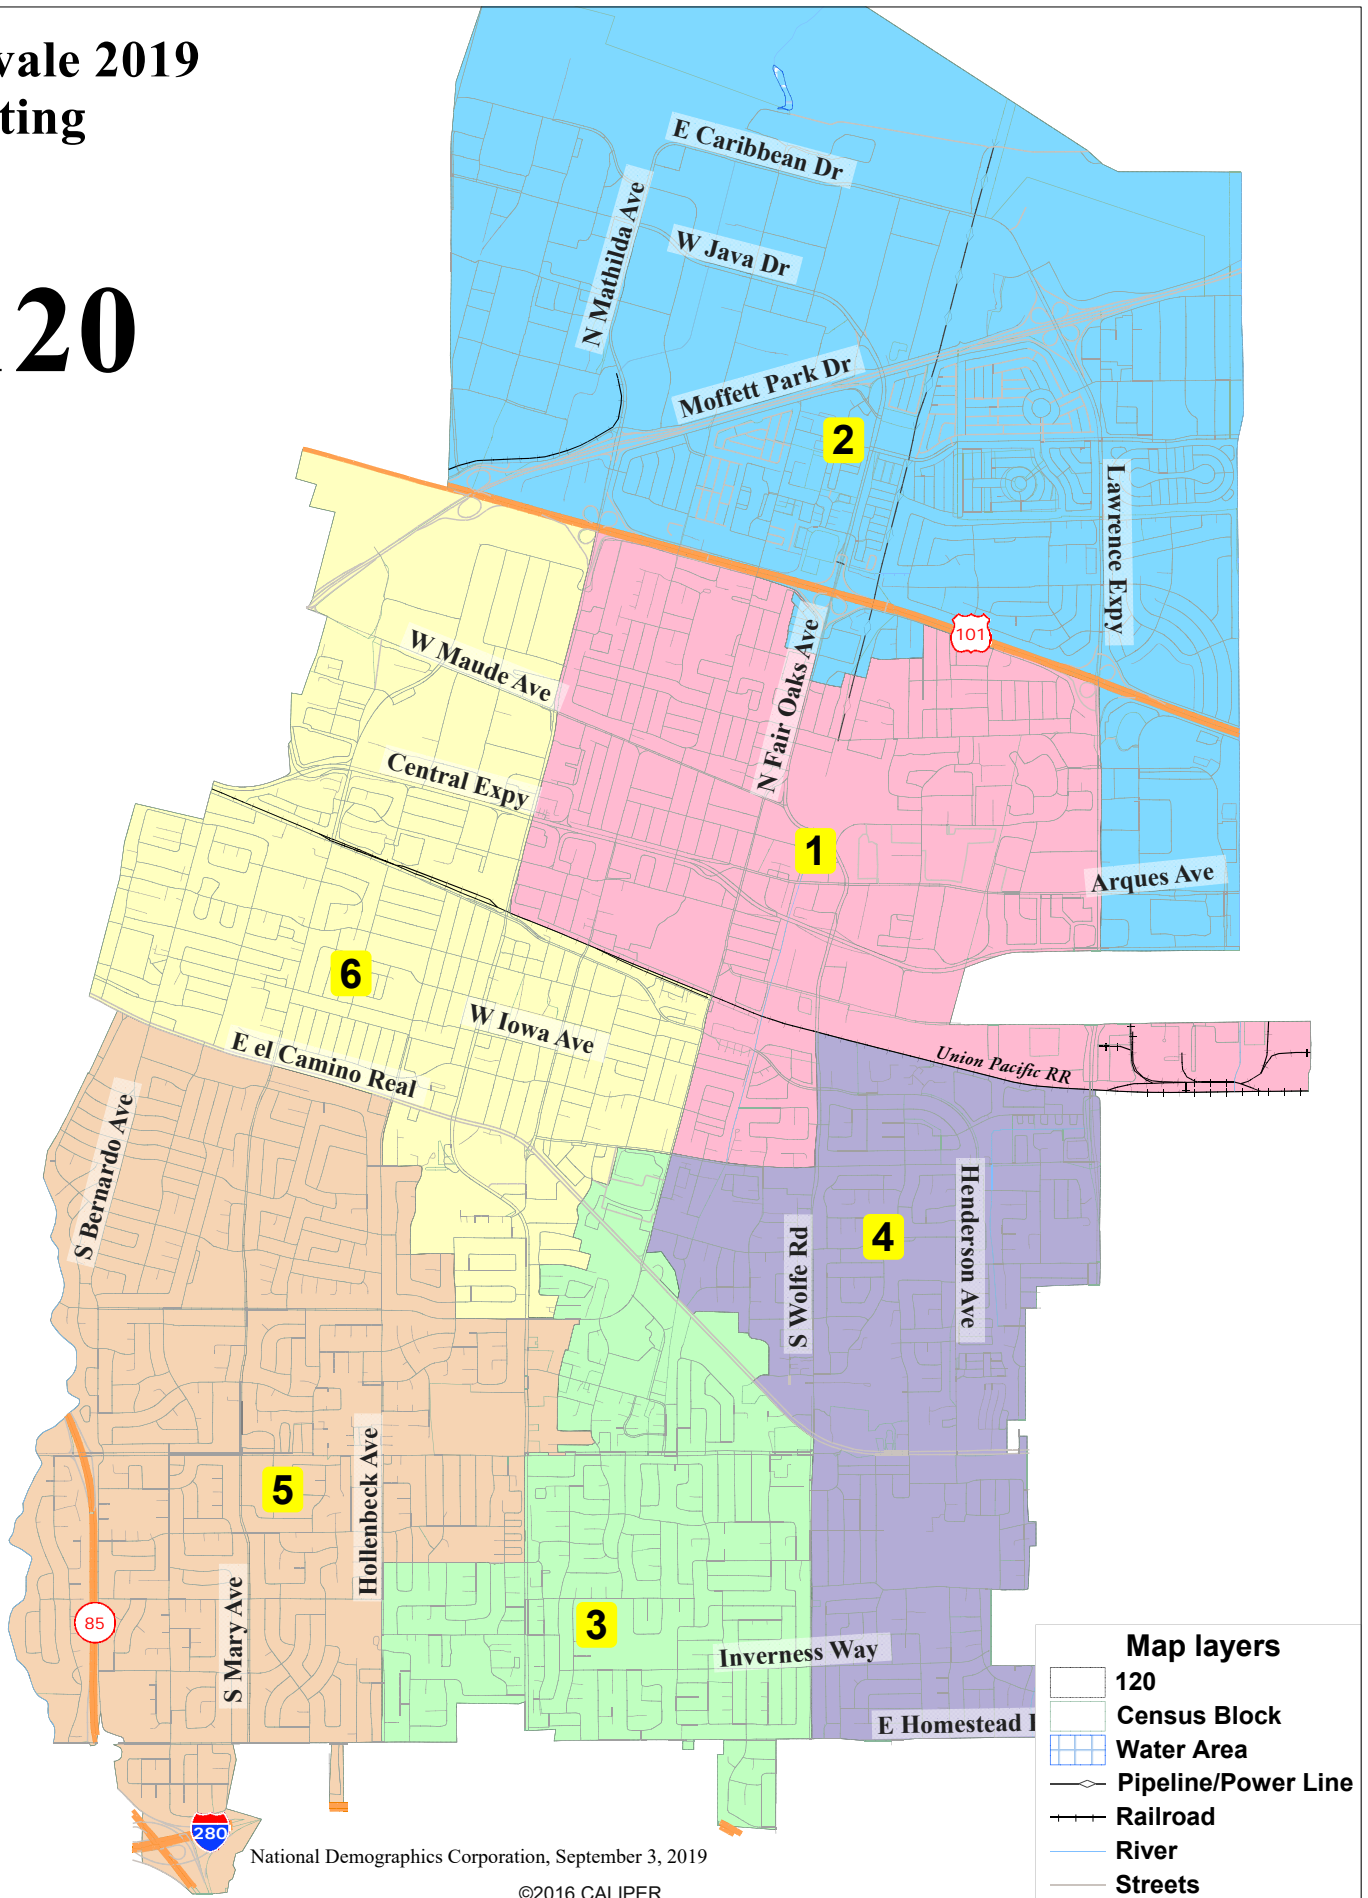 vale 2019
ting
20
E Caribbean Dr
N Mathilda Ave
W Java Dr
Moffett Park Dr
2
Lawrence Expy
101
W Maude Ave
N Fair Oaks Ave
Central Expy
1
Arques Ave
6
W Iowa Ave
E el Camino Real
Union Pacific RR
S Bernardo Ave
Henderson Ave
4
S Wolfe Rd
Hollenbeck Ave
5
S Mary Ave
85
3
Inverness Way
E Homestead
280
National Demographics Corporation, September 3, 2019
©2016 CALIPER
Map layers
120
Census Block
Water Area
Pipeline/Power Line
Railroad
River
Streets